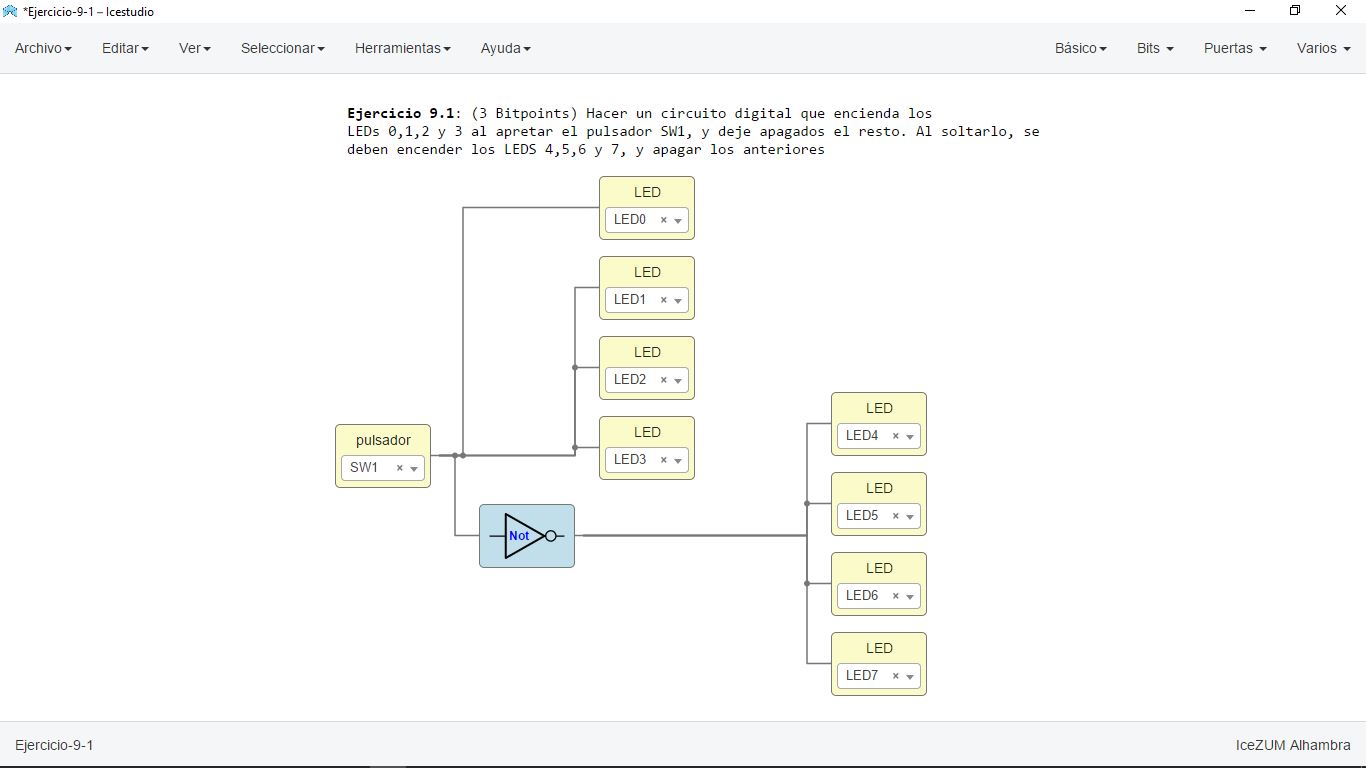 *Ejercicio-9-1 – Icestudio
Archivo Editar Ver Seleccionar Herramientas Ayuda Básico Bits Puertas Varios
Ejercicio 9.1: (3 Bitpoints) Hacer un circuito digital que encienda los
LEDs 0,1,2 y 3 al apretar el pulsador SW1, y deje apagados el resto. Al soltarlo, se
deben encender los LEDS 4,5,6 y 7, y apagar los anteriores
LED
LED0
LED
LED1
LED
LED2
LED
LED3
pulsador
SW1
Not
LED
LED4
LED
LED5
LED
LED6
LED
LED7
Ejercicio-9-1 IceZUM Alhambra